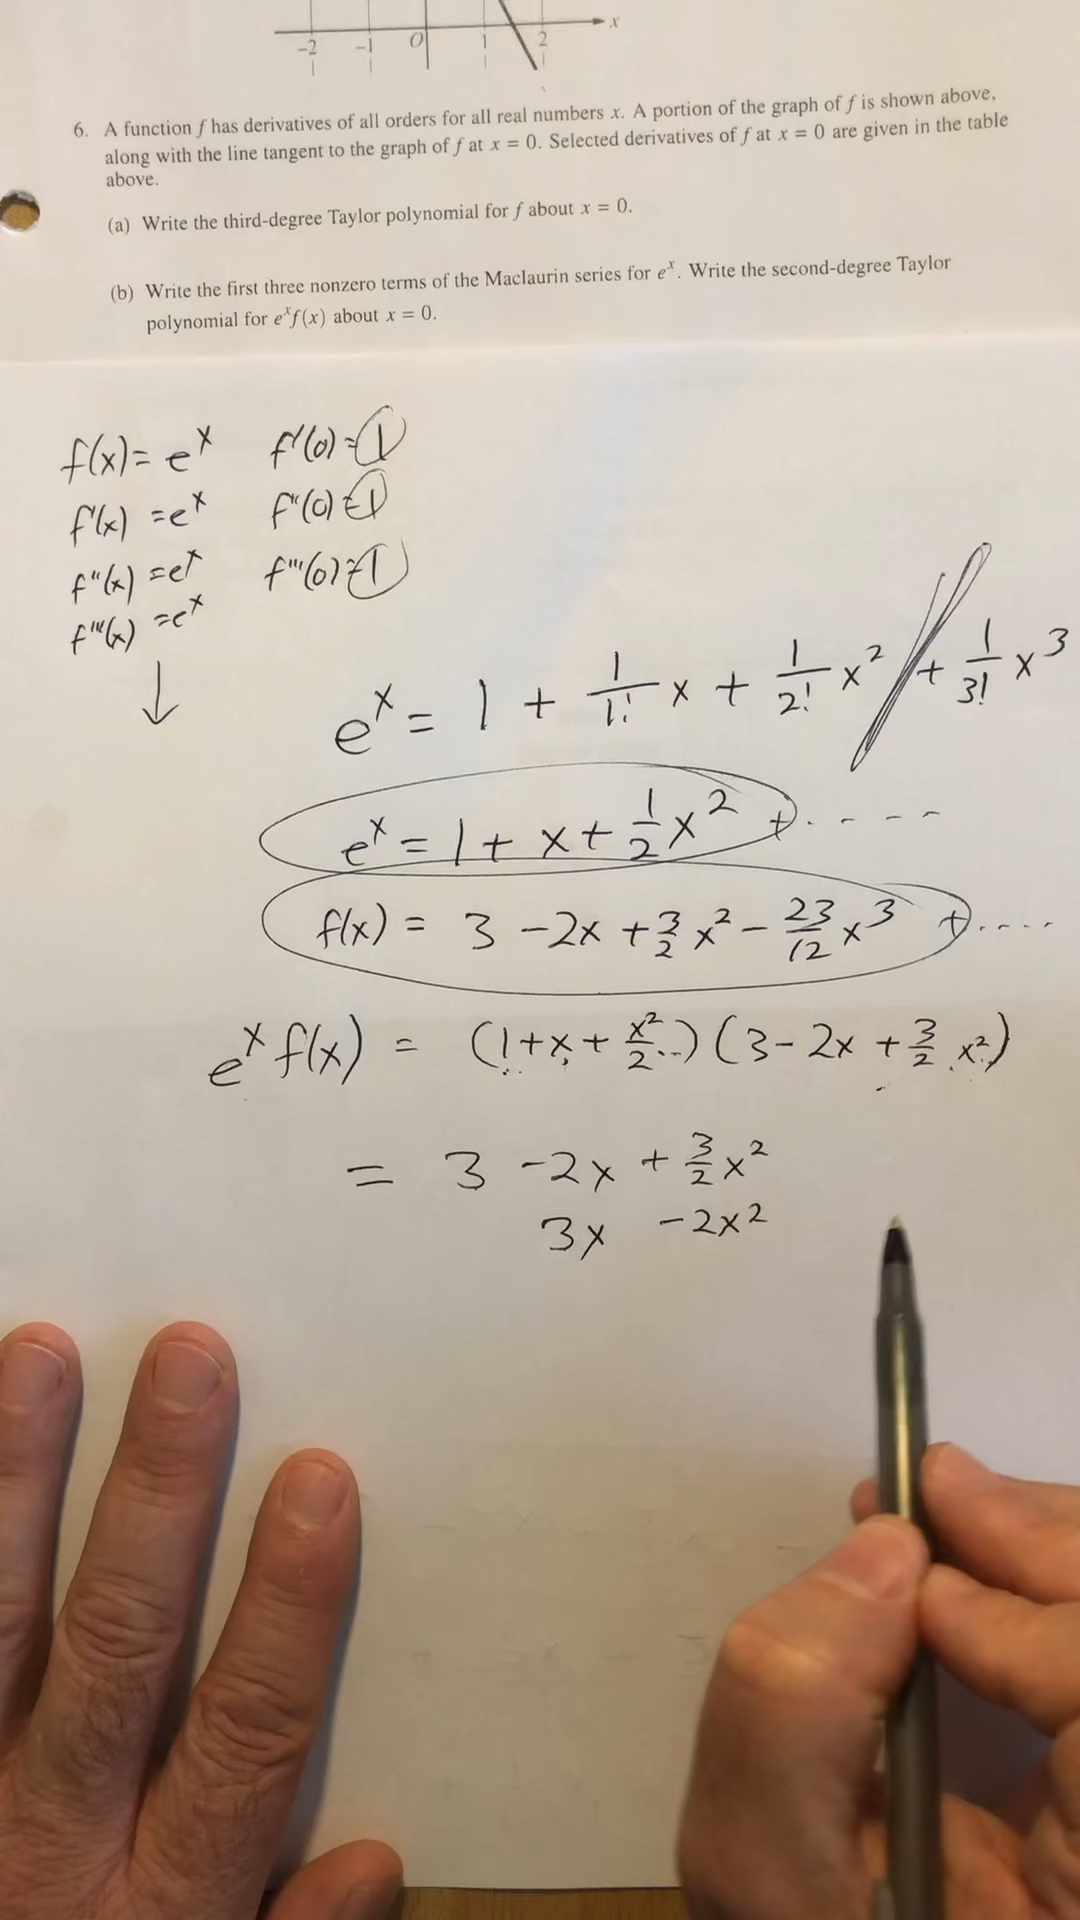 -2 -1 O 1 2 x
6. A function f has derivatives of all orders for all real numbers x. A portion of the graph of f is shown above,
along with the line tangent to the graph of f at x = 0. Selected derivatives of f at x = 0 are given in the table
above.
(a) Write the third-degree Taylor polynomial for f about x = 0.
(b) Write the first three nonzero terms of the Maclaurin series for e^x. Write the second-degree Taylor
polynomial for e^x f(x) about x = 0.
f(x) = e^x f'(0) = 1
f'(x) = e^x f''(0) = 1
f''(x) = e^x f'''(0) = 1
f'''(x) = e^x
↓
e^x = 1 + 1/1! x + 1/2! x^2 + 1/3! x^3
e^x = 1 + x + 1/2 x^2 + .....
f(x) = 3 - 2x + 3/2 x^2 - 23/12 x^3 + .....
e^x f(x) = (1 + x + x^2/2 ...) (3 - 2x + 3/2 x^2 ..)
= 3 - 2x + 3/2 x^2
3x - 2x^2